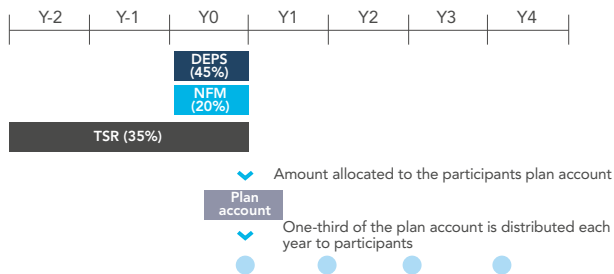 Y-2 Y-1 Y0 Y1 Y2 Y3 Y4
DEPS
(45%)
NFM
(20%)
TSR (35%)
Amount allocated to the participants plan account
Plan
account
One-third of the plan account is distributed each
year to participants